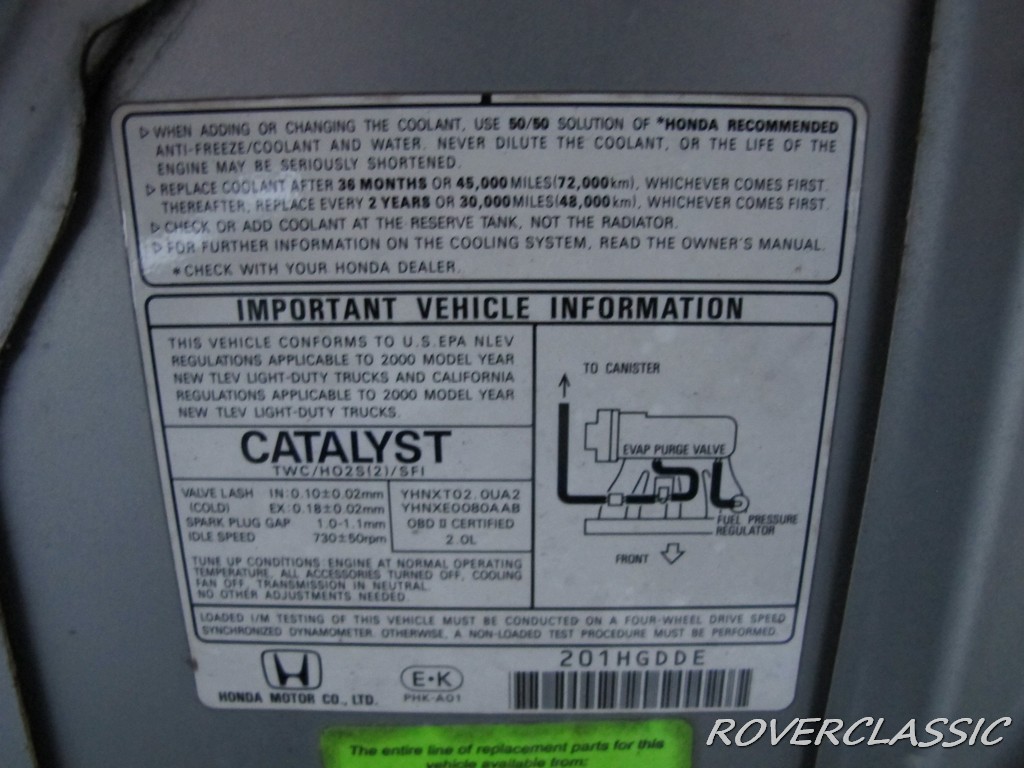 ▷ WHEN ADDING OR CHANGING THE COOLANT, USE 50/50 SOLUTION OF *HONDA RECOMMENDED
ANTI-FREEZE/COOLANT AND WATER. NEVER DILUTE THE COOLANT, OR THE LIFE OF THE
ENGINE MAY BE SERIOUSLY SHORTENED.
▷ REPLACE COOLANT AFTER 36 MONTHS OR 45,000 MILES(72,000km), WHICHEVER COMES FIRST.
THEREAFTER, REPLACE EVERY 2 YEARS OR 30,000 MILES(48,000km), WHICHEVER COMES FIRST.
▷ CHECK OR ADD COOLANT AT THE RESERVE TANK, NOT THE RADIATOR.
▷ FOR FURTHER INFORMATION ON THE COOLING SYSTEM, READ THE OWNER'S MANUAL.
*CHECK WITH YOUR HONDA DEALER.
IMPORTANT VEHICLE INFORMATION
THIS VEHICLE CONFORMS TO U.S.EPA NLEV
REGULATIONS APPLICABLE TO 2000 MODEL YEAR
NEW TLEV LIGHT-DUTY TRUCKS AND CALIFORNIA
REGULATIONS APPLICABLE TO 2000 MODEL YEAR
NEW TLEV LIGHT-DUTY TRUCKS.
CATALYST
TWC/HO2S(2)/SFI
VALVE LASH IN:0.10±0.02mm
(COLD) EX:0.18±0.02mm
SPARK PLUG GAP 1.0-1.1mm
IDLE SPEED 730±50rpm
YHNXT02.0UA2
YHNXE0080AAB
OBD II CERTIFIED
2.0L
TUNE UP CONDITIONS: ENGINE AT NORMAL OPERATING
TEMPERATURE, ALL ACCESSORIES TURNED OFF, COOLING
FAN OFF, TRANSMISSION IN NEUTRAL.
NO OTHER ADJUSTMENTS NEEDED.
TO CANISTER
EVAP PURGE VALVE
FUEL PRESSURE
REGULATOR
FRONT
LOADED I/M TESTING OF THIS VEHICLE MUST BE CONDUCTED ON A FOUR-WHEEL DRIVE SPEED
SYNCHRONIZED DYNAMOMETER. OTHERWISE, A NON-LOADED TEST PROCEDURE MUST BE PERFORMED.
HONDA MOTOR CO., LTD.
E·K
PHK-A01
201HGDDE
The entire line of replacement parts for this
vehicle available from:
ROVERCLASSIC